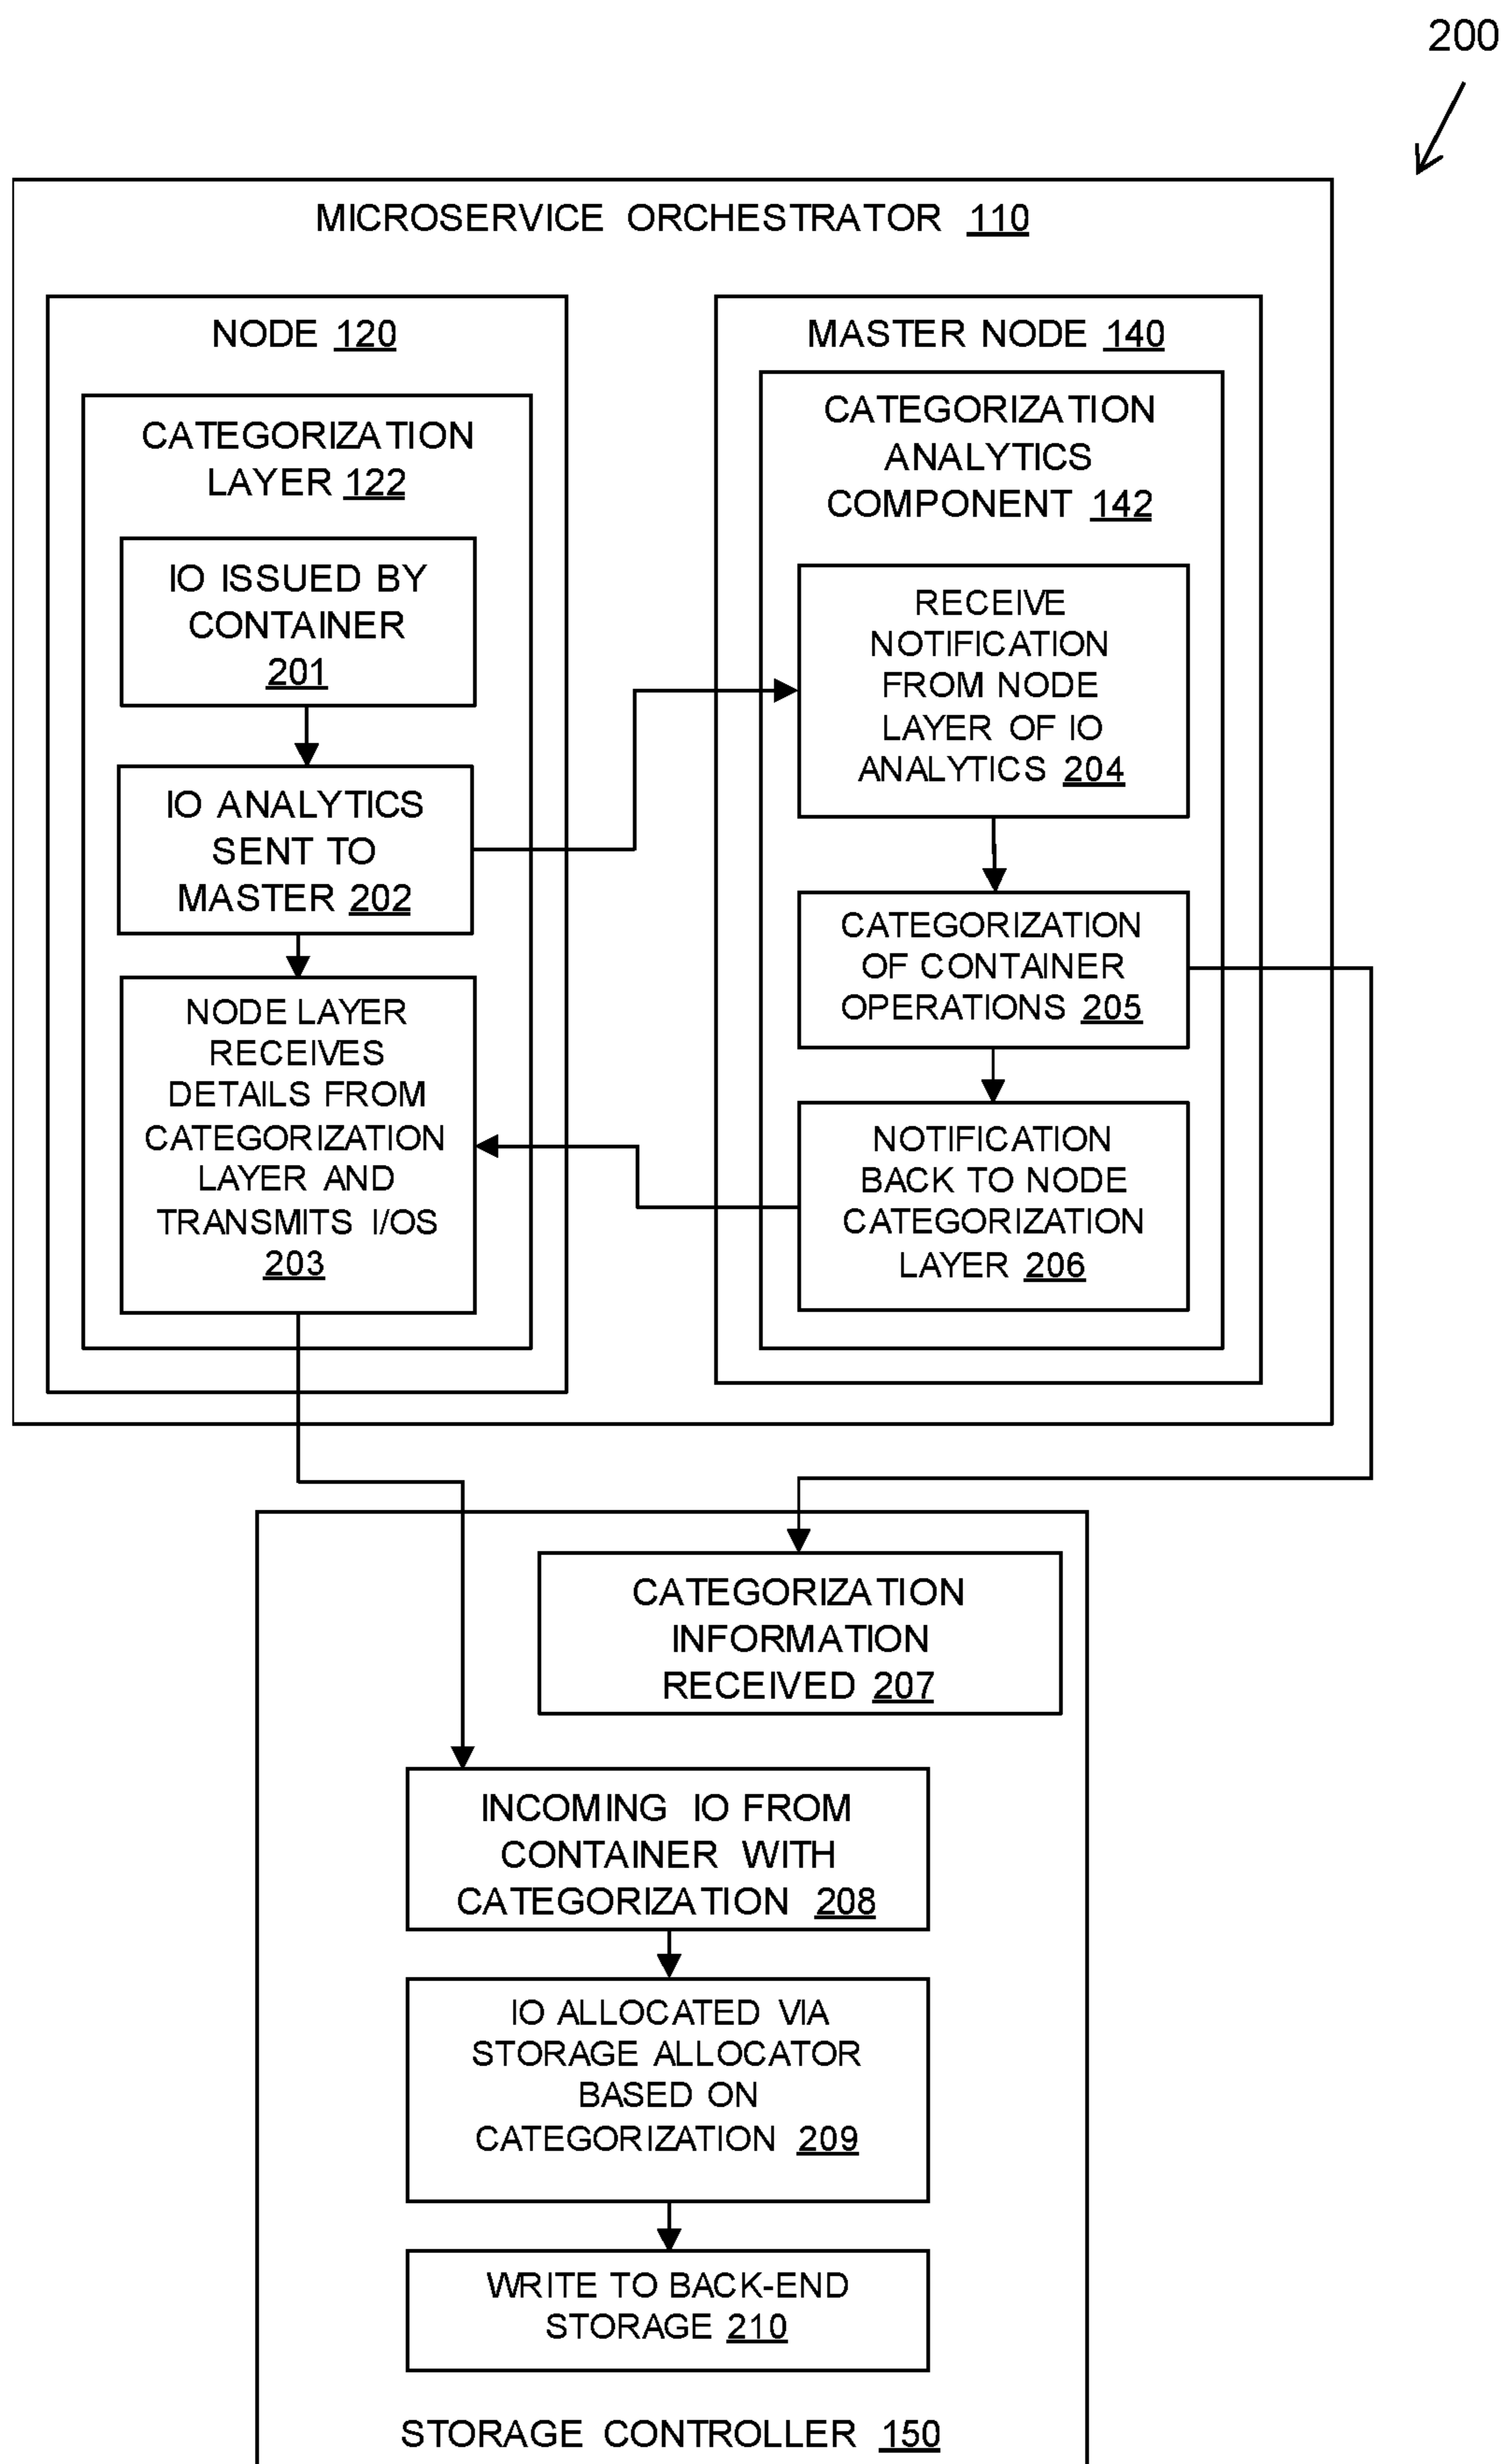 200
MICROSERVICE ORCHESTRATOR 110
NODE 120
CATEGORIZATION
LAYER 122
IO ISSUED BY
CONTAINER
201
IO ANALYTICS
SENT TO
MASTER 202
NODE LAYER
RECEIVES
DETAILS FROM
CATEGORIZATION
LAYER AND
TRANSMITS I/OS
203
MASTER NODE 140
CATEGORIZATION
ANALYTICS
COMPONENT 142
RECEIVE
NOTIFICATION
FROM NODE
LAYER OF IO
ANALYTICS 204
CATEGORIZATION
OF CONTAINER
OPERATIONS 205
NOTIFICATION
BACK TO NODE
CATEGORIZATION
LAYER 206
CATEGORIZATION
INFORMATION
RECEIVED 207
INCOMING IO FROM
CONTAINER WITH
CATEGORIZATION 208
IO ALLOCATED VIA
STORAGE ALLOCATOR
BASED ON
CATEGORIZATION 209
WRITE TO BACK-END
STORAGE 210
STORAGE CONTROLLER 150